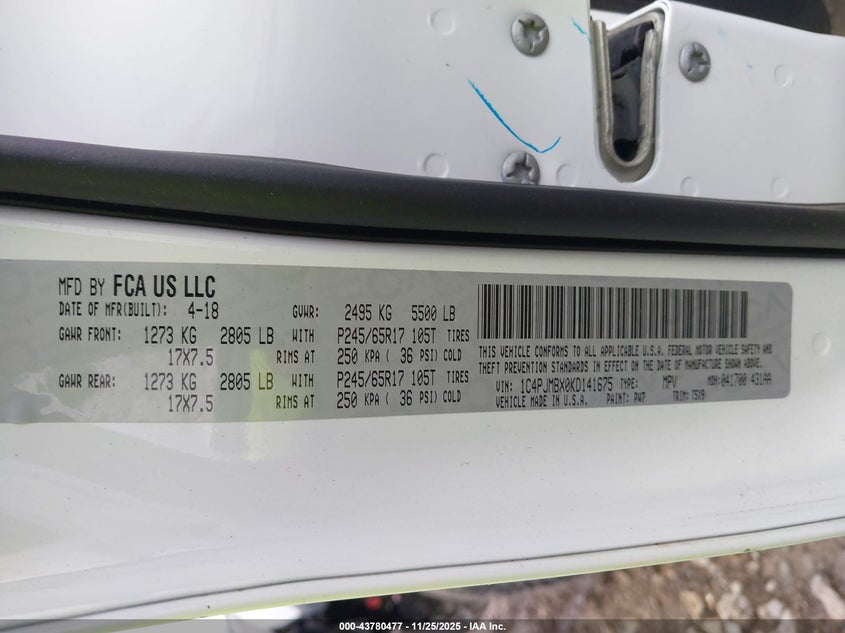 MFD BY FCA US LLC
DATE OF MFR(BUILT): 4-18 GVWR: 2495 KG 5500 LB
GAWR FRONT: 1273 KG 2805 LB WITH P245/65R17 105T TIRES
17X7.5 RIMS AT 250 KPA ( 36 PSI) COLD
GAWR REAR: 1273 KG 2805 LB WITH P245/65R17 105T TIRES
17X7.5 RIMS AT 250 KPA ( 36 PSI) COLD
THIS VEHICLE CONFORMS TO ALL APPLICABLE U.S.A. FEDERAL MOTOR VEHICLE SAFETY AND
THEFT PREVENTION STANDARDS IN EFFECT ON THE DATE OF MANUFACTURE SHOWN ABOVE.
VIN: 1C4PJMBX0KD141675 TYPE: MPV MDH: 041700 431AA
VEHICLE MADE IN U.S.A. PAINT: PW7 TRIM: T5X9
000-43780477 - 11/25/2025 - IAA Inc.